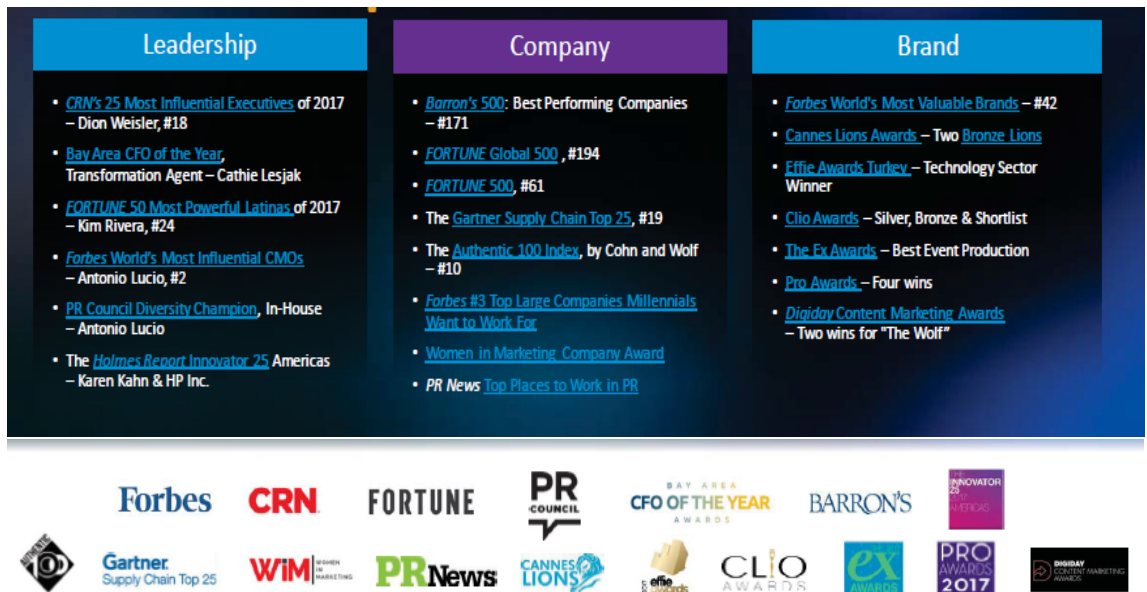 Leadership
• CRN's 25 Most Influential Executives of 2017
– Dion Weisler, #18
• Bay Area CFO of the Year,
Transformation Agent – Cathie Lesjak
• FORTUNE 50 Most Powerful Latinas of 2017
– Kim Rivera, #24
• Forbes World's Most Influential CMOs
– Antonio Lucio, #2
• PR Council Diversity Champion, In-House
– Antonio Lucio
• The Holmes Report Innovator 25 Americas
– Karen Kahn & HP Inc.
Company
• Barron's 500: Best Performing Companies
– #171
• FORTUNE Global 500 , #194
• FORTUNE 500, #61
• The Gartner Supply Chain Top 25, #19
• The Authentic 100 Index, by Cohn and Wolf
– #10
• Forbes #3 Top Large Companies Millennials
Want to Work For
• Women in Marketing Company Award
• PR News Top Places to Work in PR
Brand
• Forbes World's Most Valuable Brands – #42
• Cannes Lions Awards – Two Bronze Lions
• Effie Awards Turkey – Technology Sector
Winner
• Clio Awards – Silver, Bronze & Shortlist
• The Ex Awards – Best Event Production
• Pro Awards – Four wins
• Digiday Content Marketing Awards
– Two wins for "The Wolf"
Forbes
CRN
FORTUNE
PR
COUNCIL
BAY AREA
CFO OF THE YEAR
AWARDS
BARRON'S
THE
INNOVATOR
25
2017
AMERICAS
AUTHENTIC
100
Gartner
Supply Chain Top 25
WiM
WOMEN
IN
MARKETING
PRNews
CANNES
LIONS
effie
awards
CLIO
AWARDS
ex
AWARDS
PRO
AWARDS
2017
DIGIDAY
CONTENT MARKETING
AWARDS